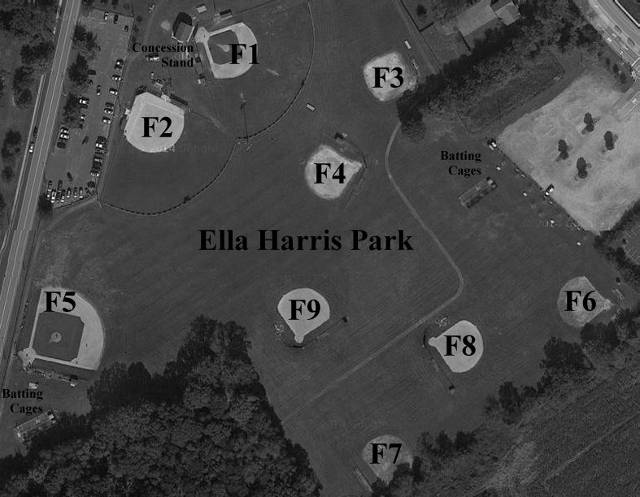 Concession
Stand
F1
F3
F2
F4
Batting
Cages
Ella Harris Park
F5
F9
F6
F8
Batting
Cages
F7